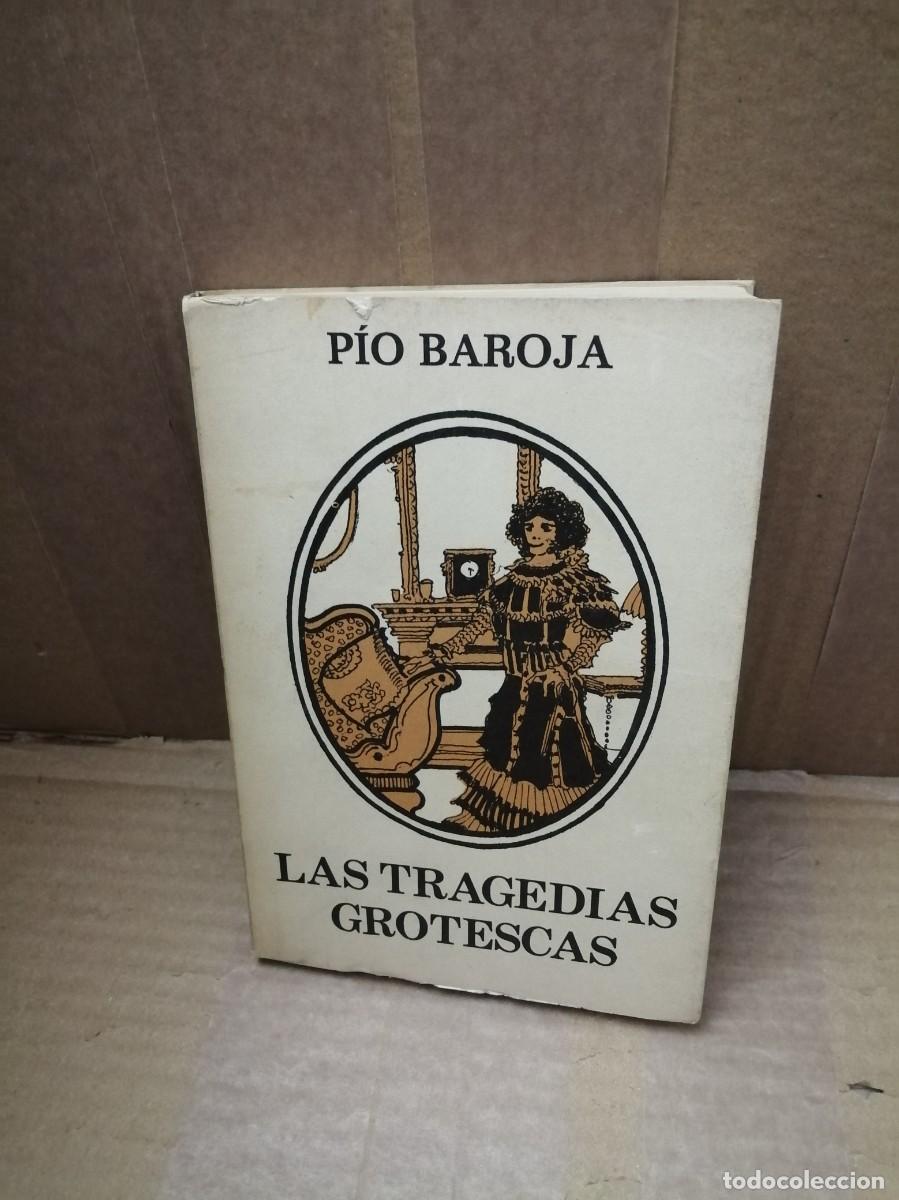 PÍO BAROJA
LAS TRAGEDIAS
GROTESCAS
todocoleccion